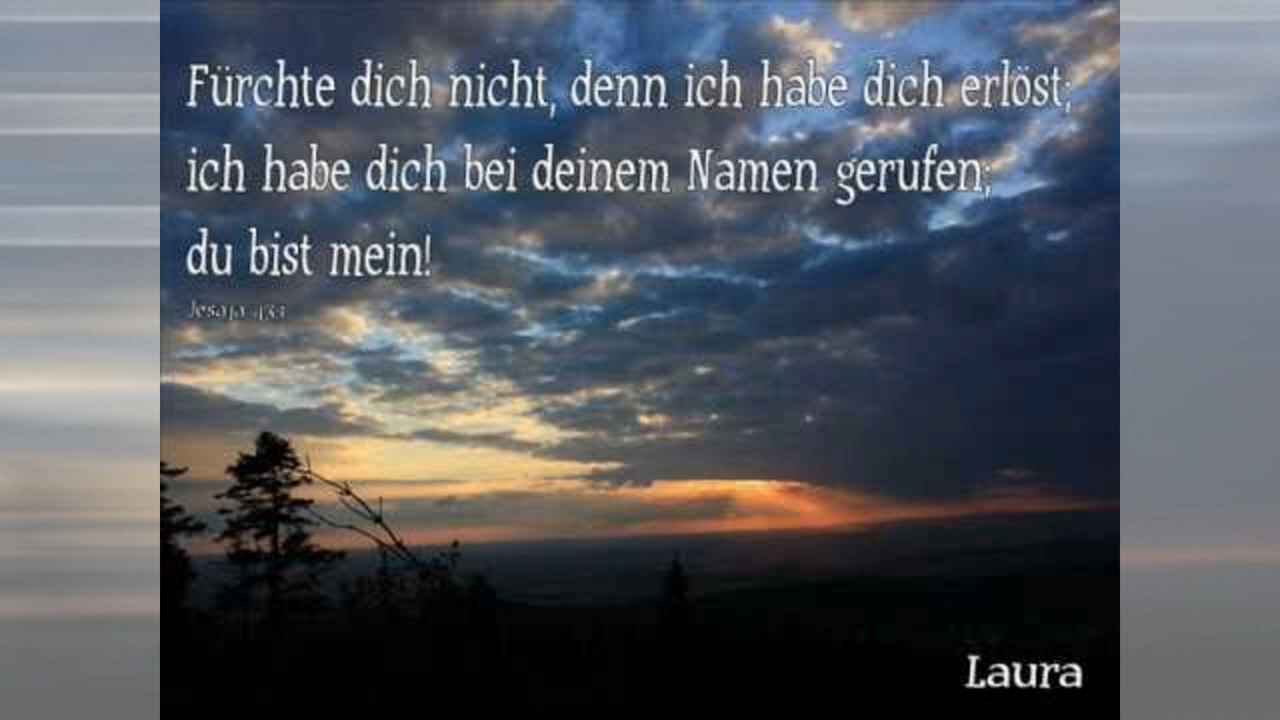 Fürchte dich nicht, denn ich habe dich erlöst;
ich habe dich bei deinem Namen gerufen;
du bist mein!
Jesaja 43,1
Laura